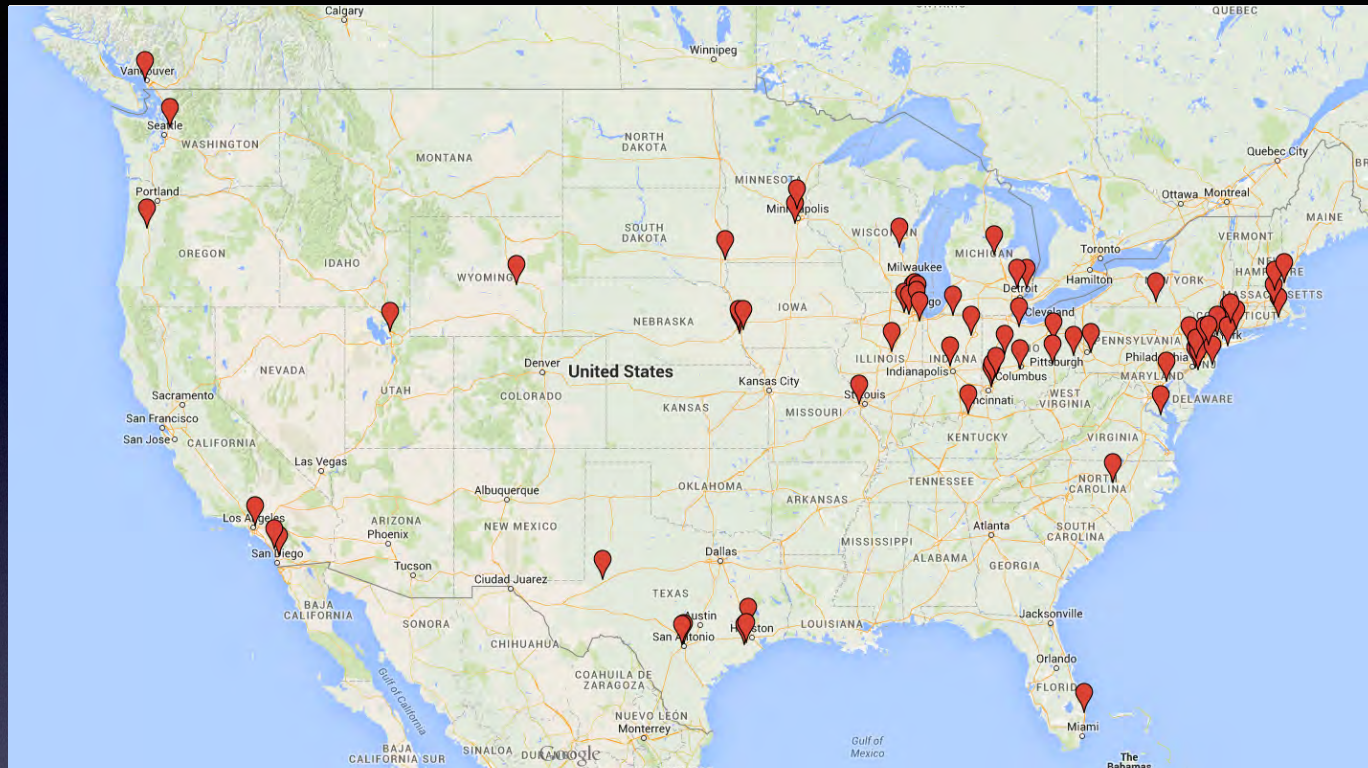 Calgary
ONTARIO
QUEBEC
Winnipeg
Vancouver
Seattle
WASHINGTON
NORTH
DAKOTA
MONTANA
Quebec City
MINNESOTA
Ottawa
Montreal
Portland
Minneapolis
MAINE
SOUTH
DAKOTA
WISCONSIN
VERMONT
Toronto
OREGON
IDAHO
MICHIGAN
Milwaukee
Hamilton
NEW
HAMPSHIRE
WYOMING
NEW YORK
Detroit
MASSACHUSETTS
IOWA
Cleveland
NEBRASKA
PENNSYLVANIA
NEVADA
ILLINOIS
INDIANA
Pittsburgh
Philadelphia
NJ
Denver
United States
Indianapolis
Columbus
MARYLAND
UTAH
Kansas City
Sacramento
COLORADO
St Louis
WEST
VIRGINIA
DELAWARE
KANSAS
MISSOURI
Cincinnati
San Francisco
San Jose
CALIFORNIA
KENTUCKY
VIRGINIA
Las Vegas
TENNESSEE
NORTH
CAROLINA
Albuquerque
OKLAHOMA
ARKANSAS
Los Angeles
ARIZONA
NEW MEXICO
Atlanta
SOUTH
CAROLINA
Phoenix
MISSISSIPPI
San Diego
Dallas
ALABAMA
GEORGIA
Tucson
Ciudad Juarez
TEXAS
BAJA
CALIFORNIA
SONORA
Austin
Houston
LOUISIANA
Jacksonville
San Antonio
CHIHUAHUA
Orlando
COAHUILA DE
ZARAGOZA
FLORIDA
Gulf of
California
NUEVO LEÓN
Monterrey
Miami
Gulf of
Mexico
BAJA
CALIFORNIA SUR
SINALOA
Google
The
Bahamas